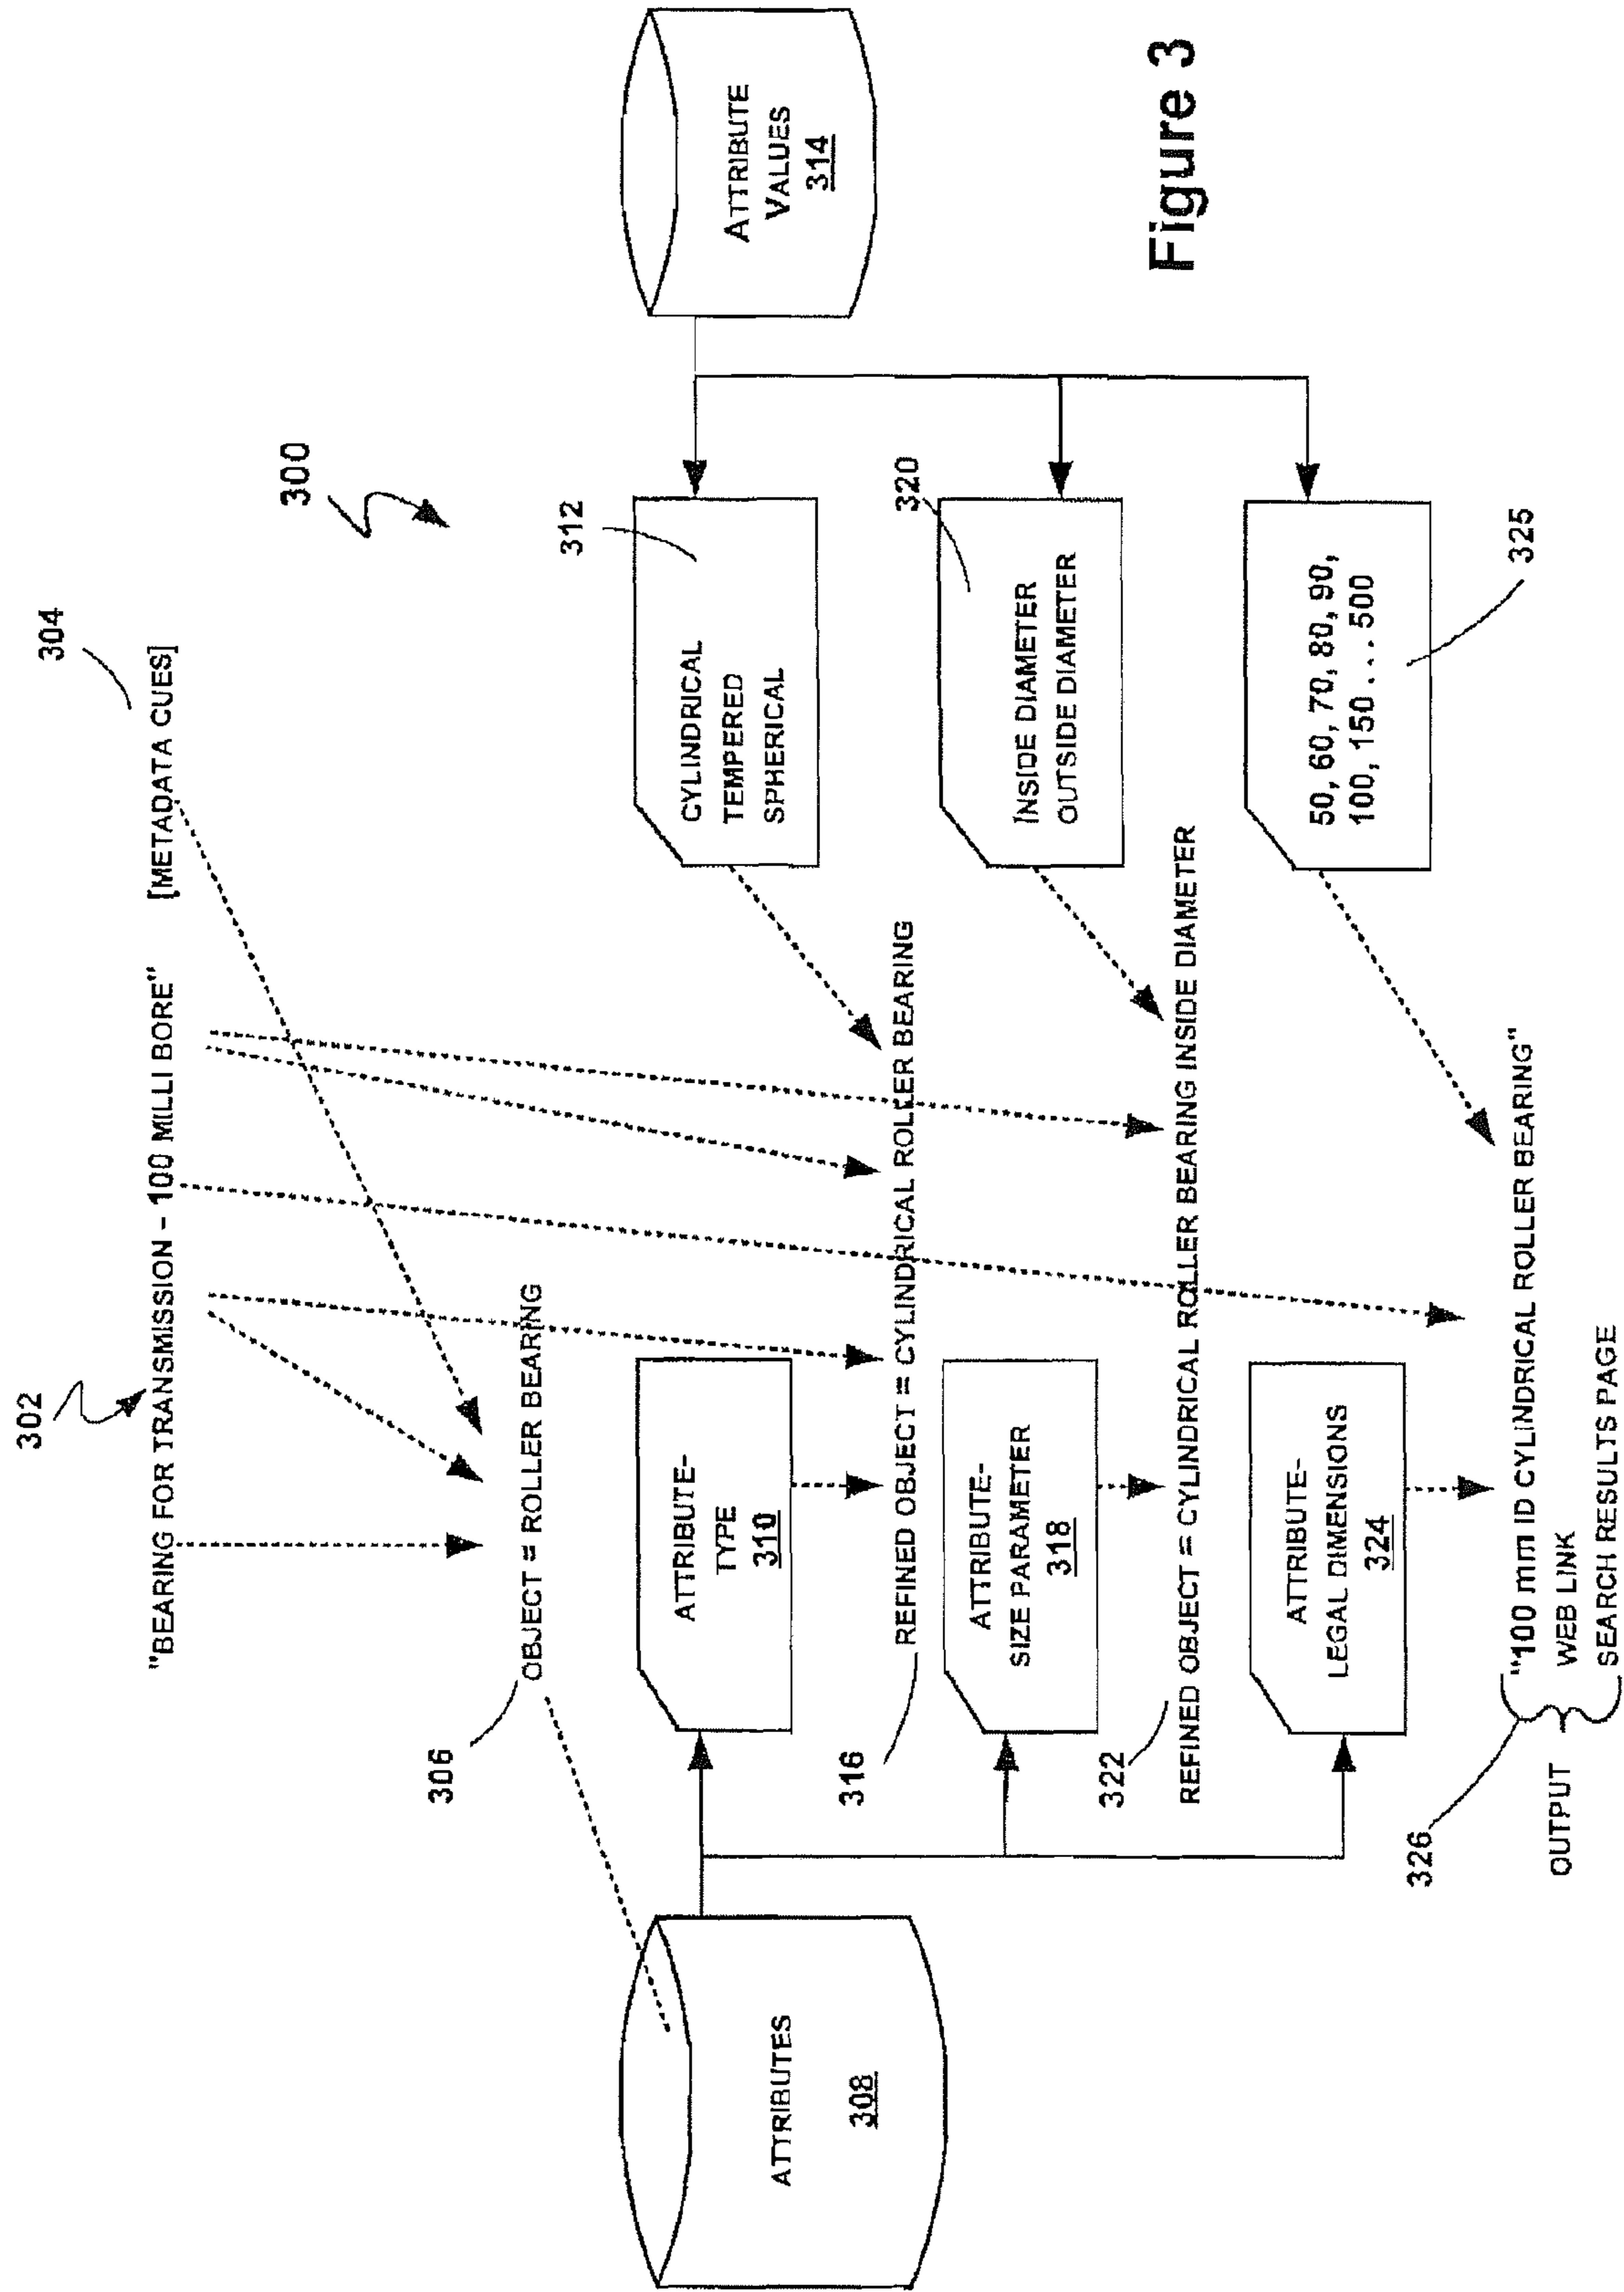 302
304
"BEARING FOR TRANSMISSION – 100 MILLI BORE" [METADATA CUES]
300
306
OBJECT = ROLLER BEARING
ATTRIBUTES
308
ATTRIBUTE-
TYPE
310
312
CYLINDRICAL
TEMPERED
SPHERICAL
ATTRIBUTE
VALUES
314
316
REFINED OBJECT = CYLINDRICAL ROLLER BEARING
ATTRIBUTE-
SIZE PARAMETER
318
320
INSIDE DIAMETER
OUTSIDE DIAMETER
322
REFINED OBJECT = CYLINDRICAL ROLLER BEARING INSIDE DIAMETER
ATTRIBUTE-
LEGAL DIMENSIONS
324
50, 60, 70, 80, 90,
100, 150 . . . 500
325
326
OUTPUT
"100 mm ID CYLINDRICAL ROLLER BEARING"
WEB LINK
SEARCH RESULTS PAGE
Figure 3